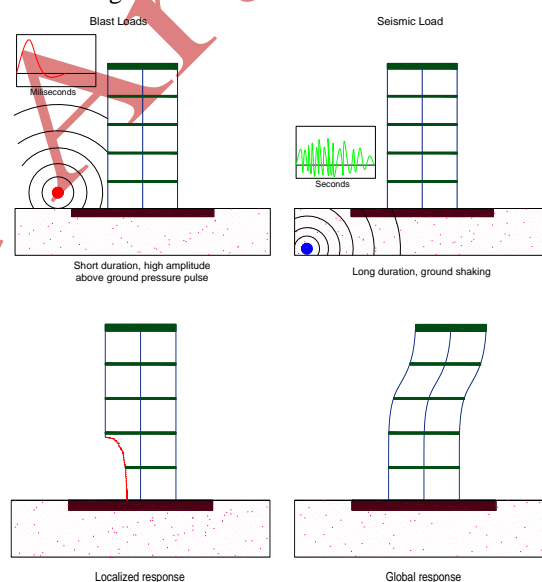 Blast Loads
Seismic Load
Miliseconds
Seconds
Short duration, high amplitude
above ground pressure pulse
Long duration, ground shaking
Localized response
Global response